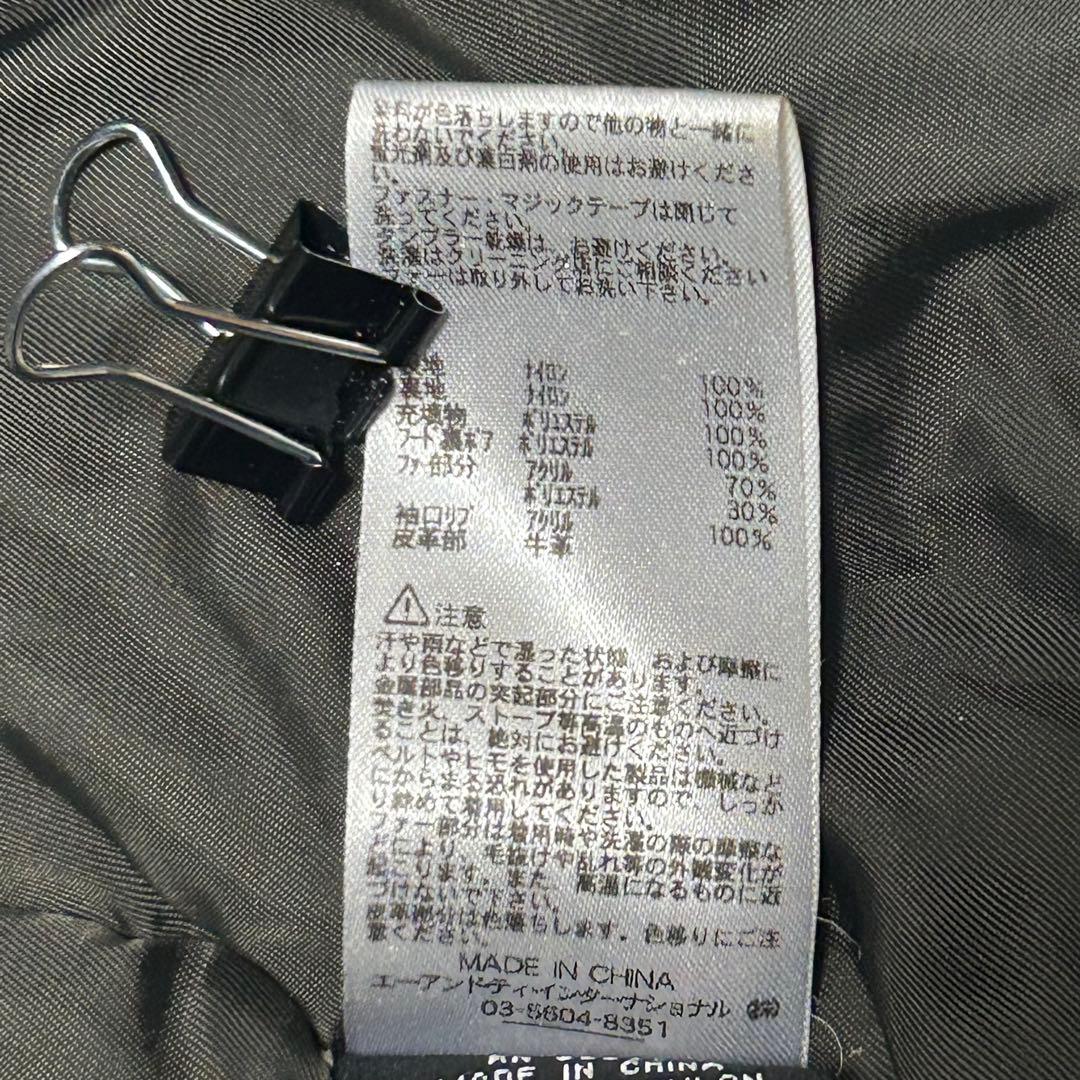 染料が色落ちしますので他の物と一緒に
洗わないでください。
蛍光剤及び漂白剤の使用はお避けくださ
い。
ファスナー・マジックテープは閉じて
洗ってください。
タンブラー乾燥は、お避けください。
洗濯はクリーニング店にご相談ください
ファーは取り外してお洗い下さい。
地 ナイロン 100%
裏地 ナイロン 100%
充填物 ポリエステル 100%
フード裏ボア ポリエステル 100%
ファー部分 アクリル 70%
ポリエステル 30%
袖口リブ アクリル 100%
皮革部 牛革
注意
汗や雨などで湿った状態、および摩擦に
より色移りすることがあります。
金属部品の突起部分にご注意ください。
焚き火、ストーブ等高温のものへ近づけ
ることは、絶対にお避けください。
ベルトやヒモを使用した製品は機械など
にからまる恐れがありますので、しっか
り絆めて着用してください。
ファー部分は着用時や洗濯の際の摩擦な
どにより、毛抜けや乱れ等の外観変化が
起こります。また、高温になるものに近
づけないで下さい。
皮革部分は色落ちします。色移りにご注
意ください。
MADE IN CHINA
エーアンドティ・インターナショナル ㈱
03-5604-8351
MADE IN CHINA